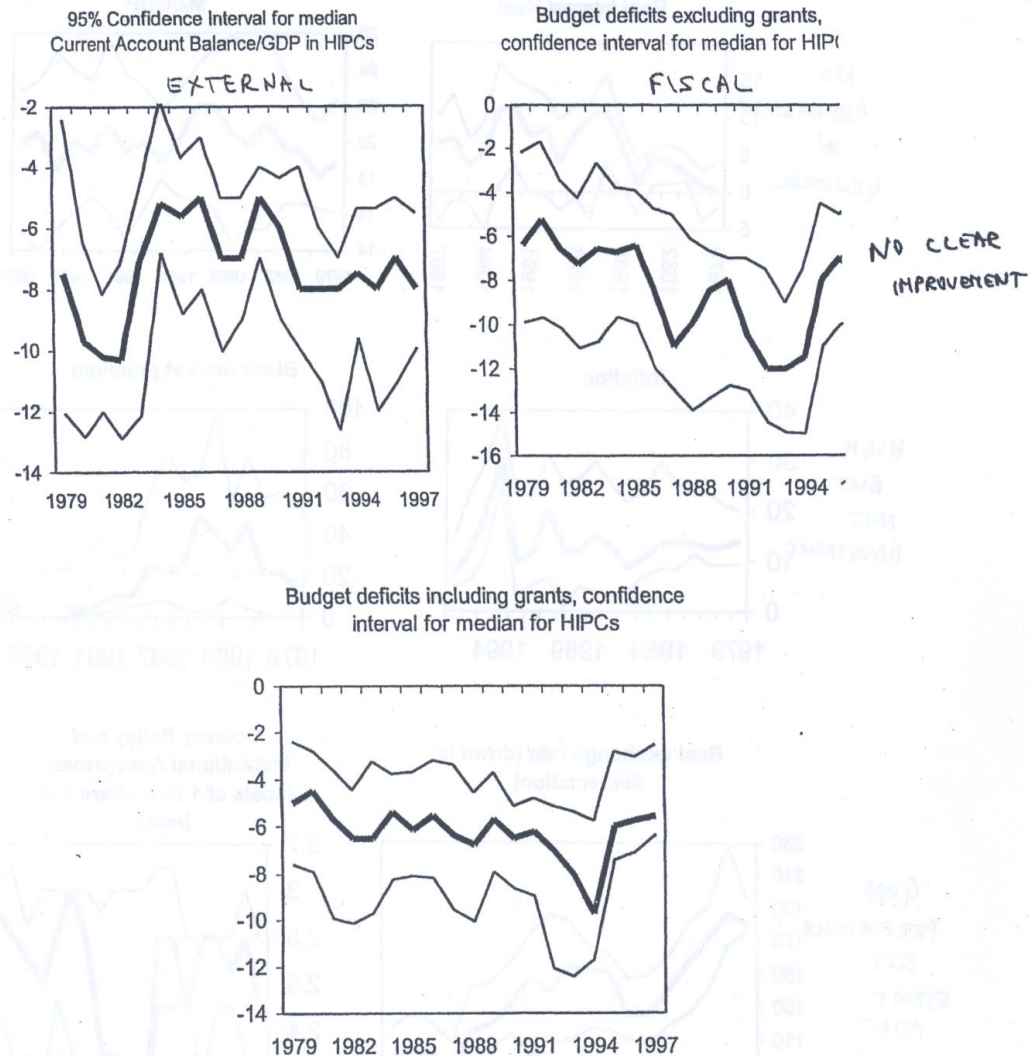 95% Confidence Interval for median
Current Account Balance/GDP in HIPCs
EXTERNAL
-2
-4
-6
-8
-10
-12
-14
1979 1982 1985 1988 1991 1994 1997
Budget deficits excluding grants,
confidence interval for median for HIP(
FISCAL
0
-2
-4
-6
-8
-10
-12
-14
-16
1979 1982 1985 1988 1991 1994
NO CLEAR
IMPROVEMENT
Budget deficits including grants, confidence
interval for median for HIPCs
0
-2
-4
-6
-8
-10
-12
-14
1979 1982 1985 1988 1991 1994 1997